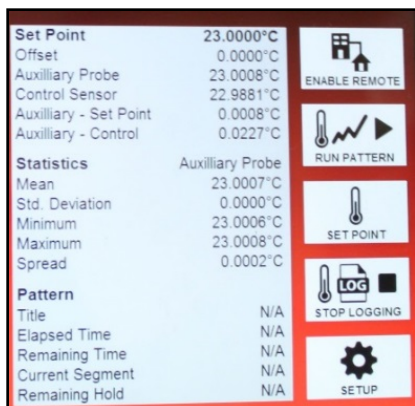 Set Point 23.0000°C
Offset 0.0000°C
Auxilliary Probe 23.0008°C
Control Sensor 22.9881°C
Auxilliary - Set Point 0.0008°C
Auxilliary - Control 0.0227°C
Statistics Auxilliary Probe
Mean 23.0007°C
Std. Deviation 0.0000°C
Minimum 23.0006°C
Maximum 23.0008°C
Spread 0.0002°C
Pattern
Title N/A
Elapsed Time N/A
Remaining Time N/A
Current Segment N/A
Remaining Hold N/A
ENABLE REMOTE
RUN PATTERN
SET POINT
LOG
STOP LOGGING
SETUP